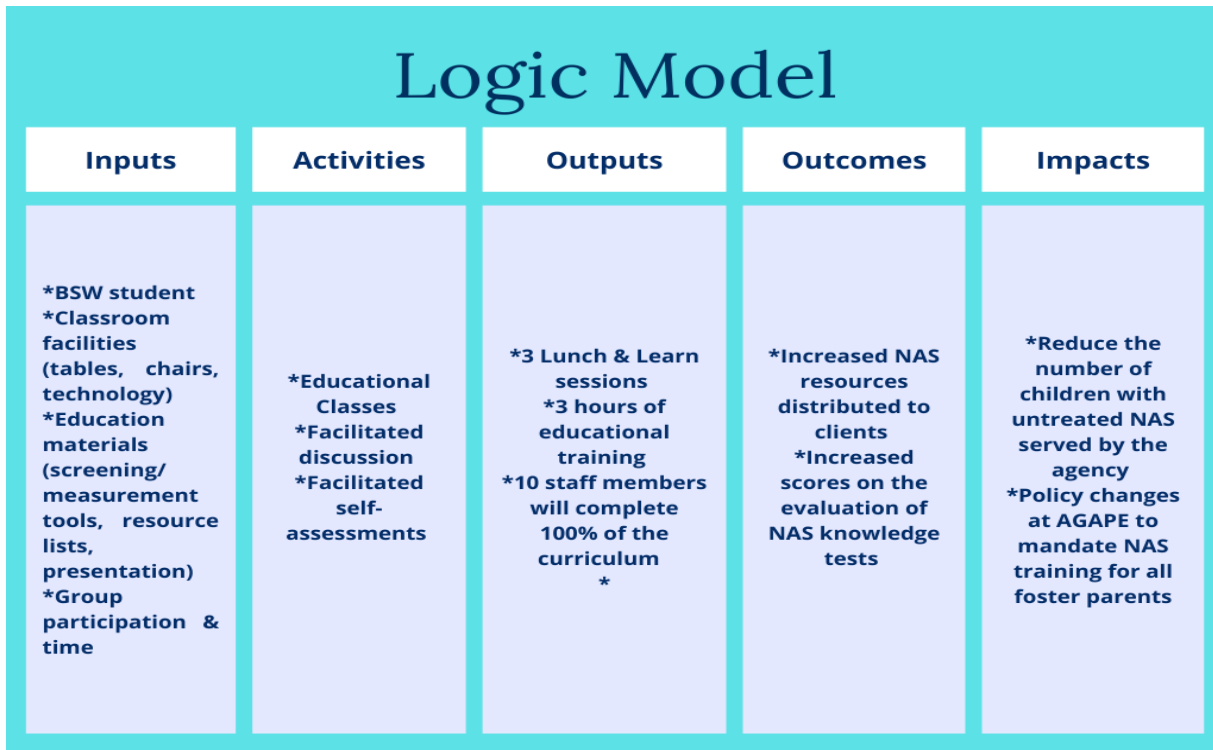 Logic Model
Inputs
Activities
Outputs
Outcomes
Impacts
*BSW student
*Classroom
facilities
(tables, chairs,
technology)
*Education
materials
(screening/
measurement
tools, resource
lists,
presentation)
*Group
participation &
time
*Educational
Classes
*Facilitated
discussion
*Facilitated
self-
assessments
*3 Lunch & Learn
sessions
*3 hours of
educational
training
*10 staff members
will complete
100% of the
curriculum
*
*Increased NAS
resources
distributed to
clients
*Increased
scores on the
evaluation of
NAS knowledge
tests
*Reduce the
number of
children with
untreated NAS
served by the
agency
*Policy changes
at AGAPE to
mandate NAS
training for all
foster parents